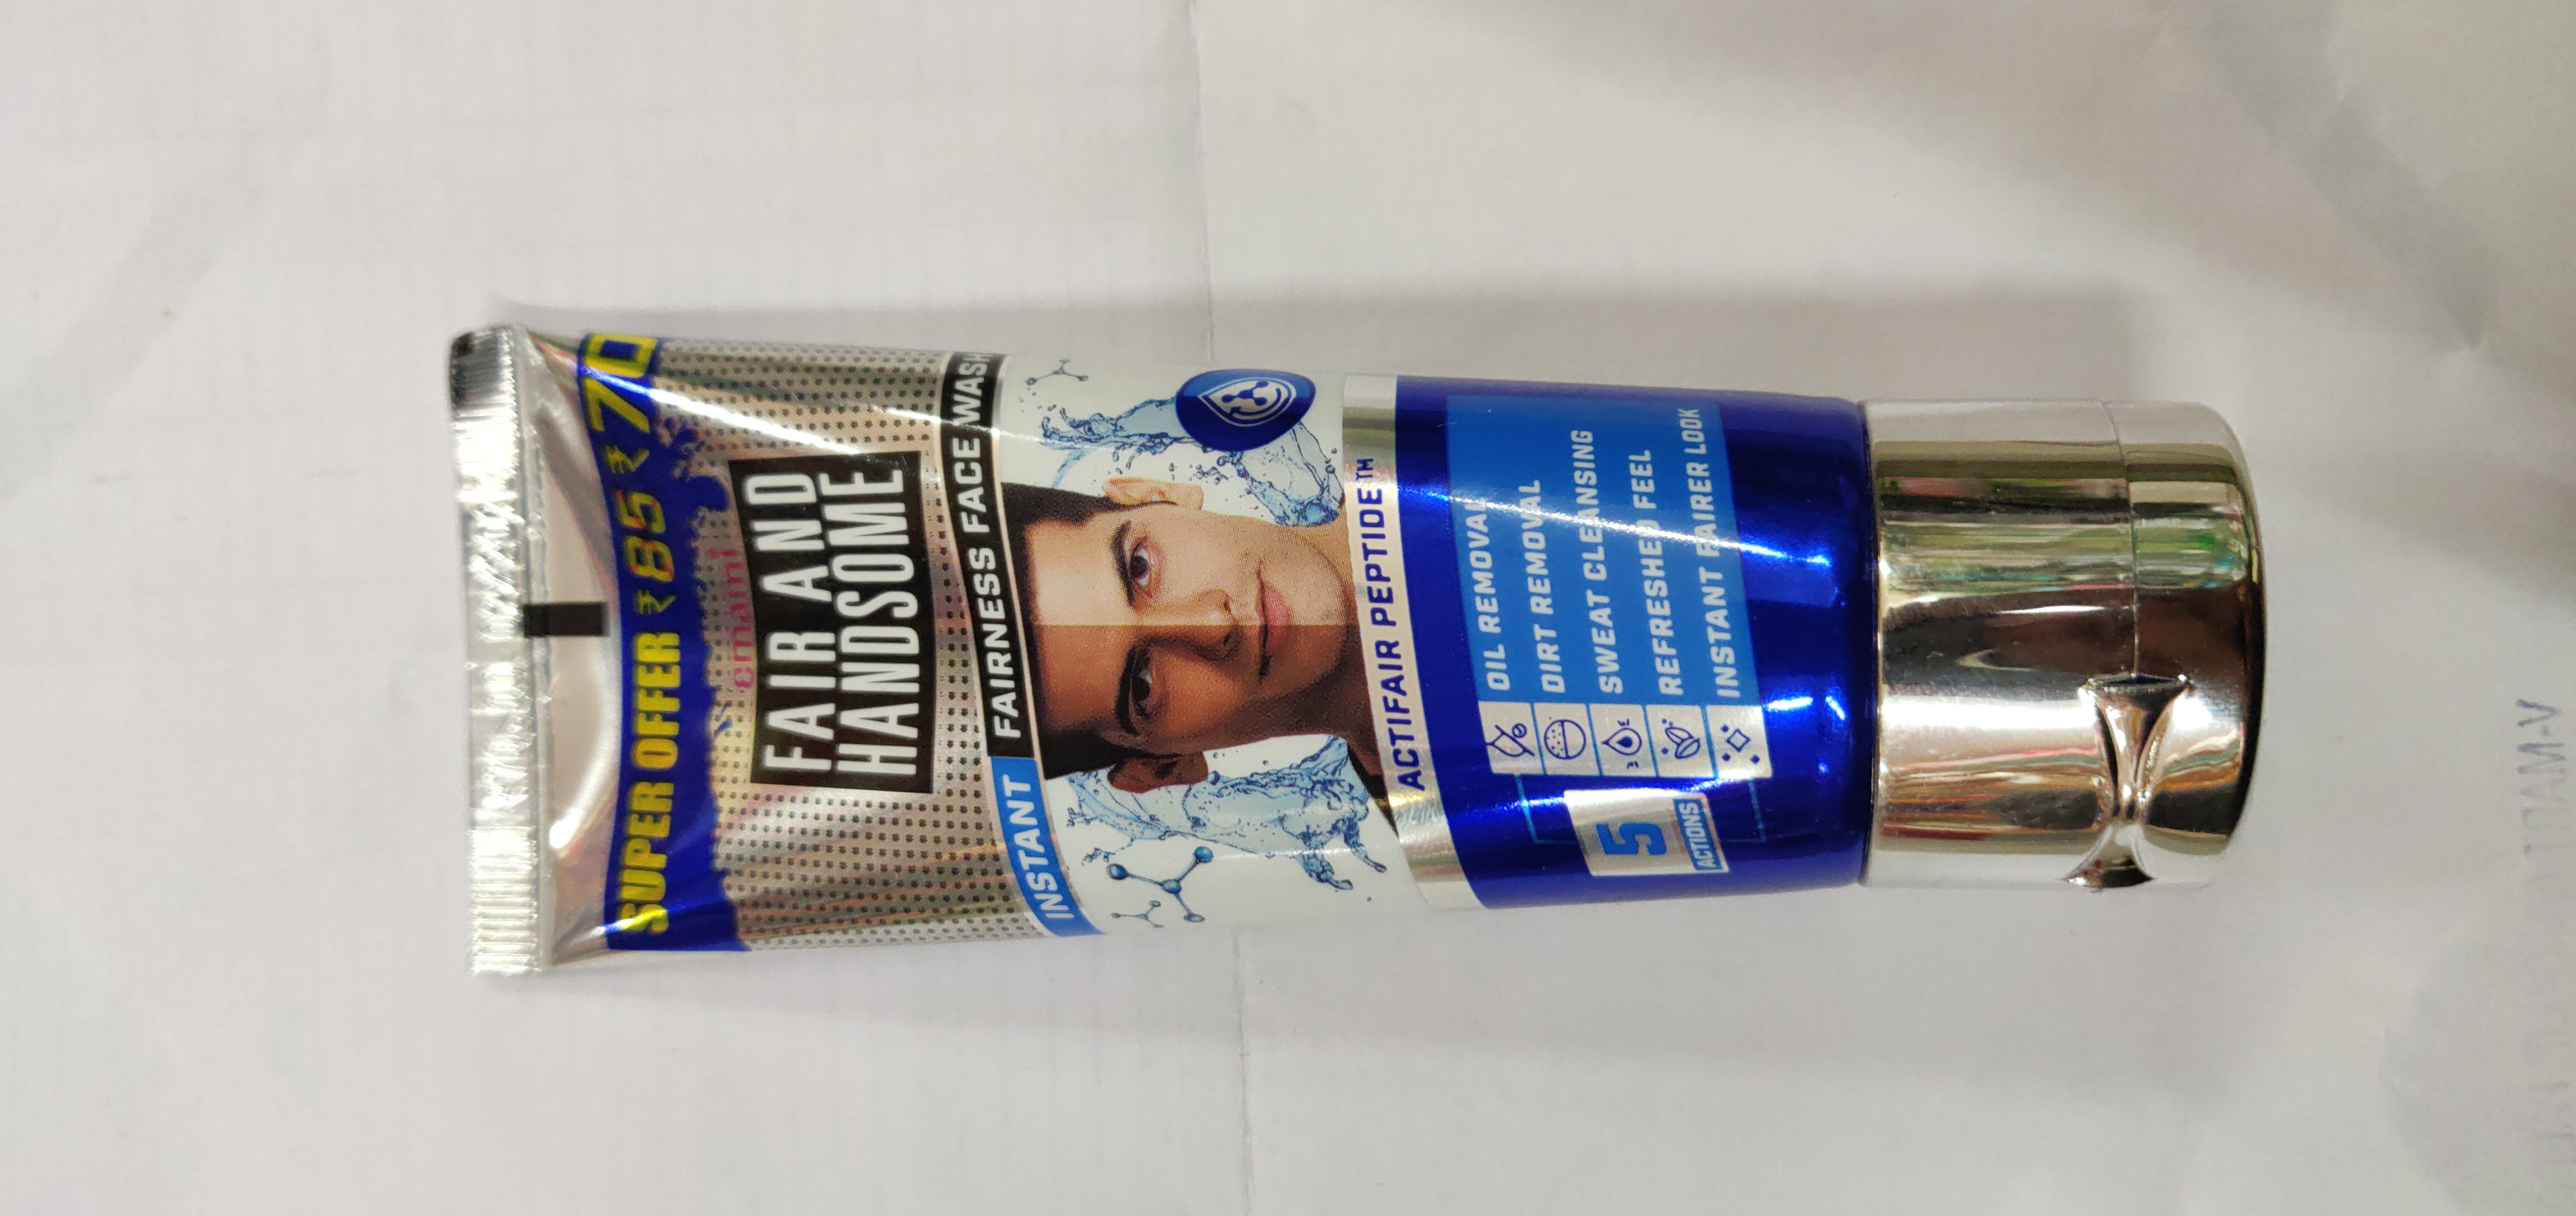 SUPER OFFER ₹85 ₹70
emami
FAIR AND
HANDSOME
INSTANT FAIRNESS FACE WASH
ACTIFAIR PEPTIDE™
5
ACTIONS
OIL REMOVAL
DIRT REMOVAL
SWEAT CLEANSING
REFRESHED FEEL
INSTANT FAIRER LOOK
V-MART